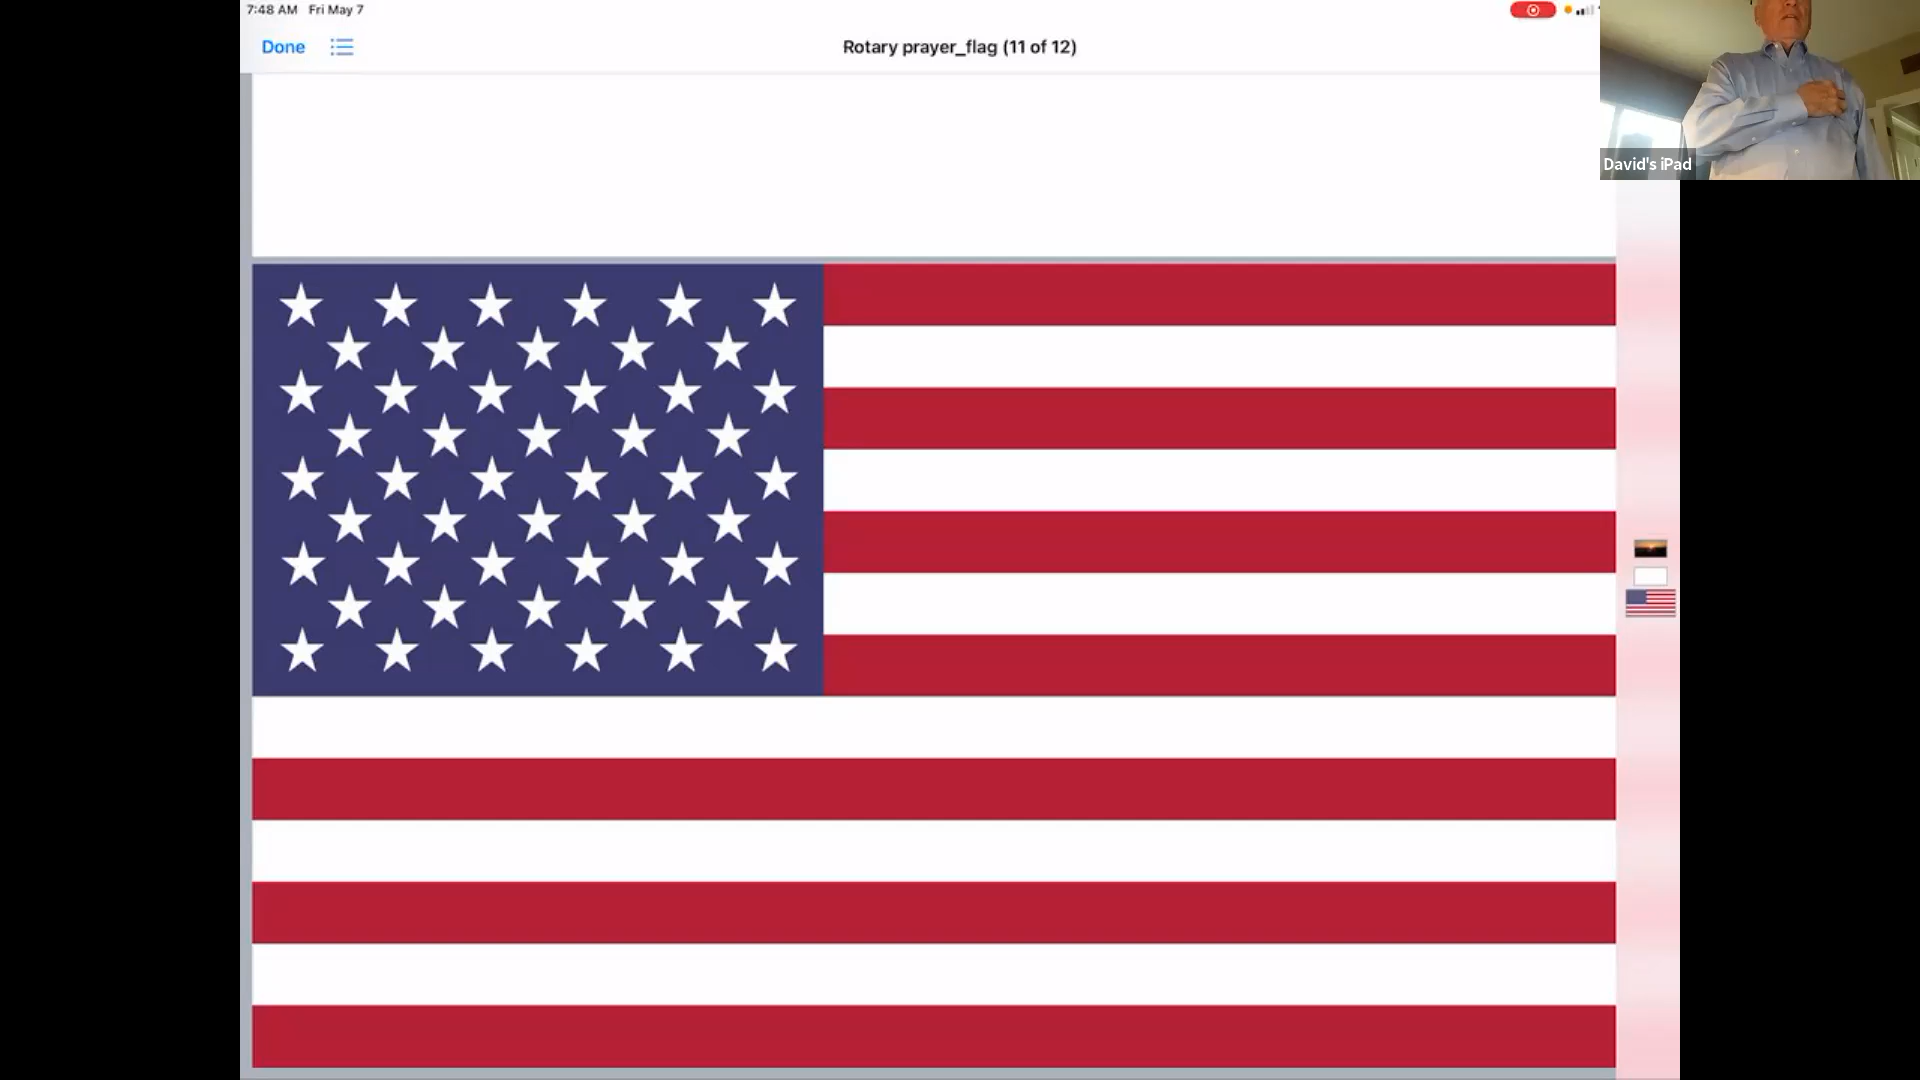 7:48 AM Fri May 7
Done
Rotary prayer_flag (11 of 12)
David's iPad